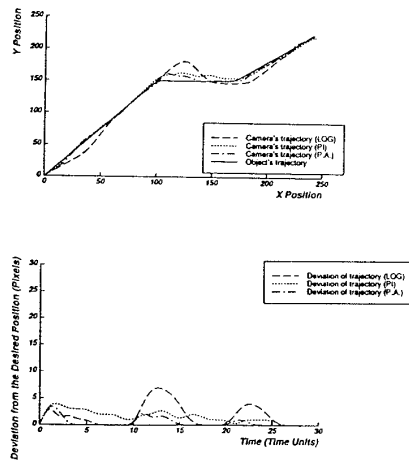 Y Position
250
200
150
100
50
0
0
50
100
150
200
250
X Position
Camera's trajectory (LOG)
Camera's trajectory (PI)
Camera's trajectory (P.A.)
Object's trajectory
Deviation from the Desired Position (Pixels)
30
25
20
15
10
5
0
0
5
10
15
20
25
30
Time (Time Units)
Deviation of trajectory (LOG)
Deviation of trajectory (PI)
Deviation of trajectory (P.A.)